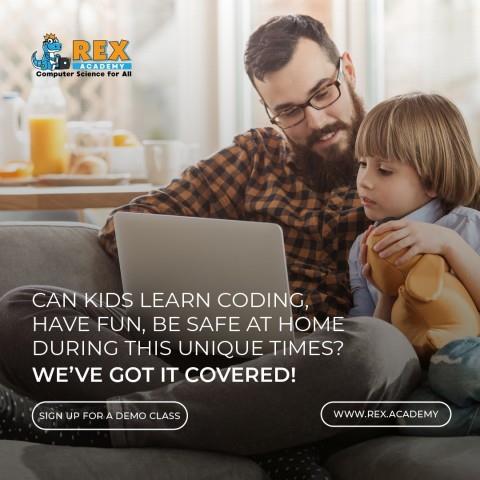 REX
ACADEMY
Computer Science for All
CAN KIDS LEARN CODING,
HAVE FUN, BE SAFE AT HOME
DURING THIS UNIQUE TIMES?
WE'VE GOT IT COVERED!
SIGN UP FOR A DEMO CLASS
WWW.REX.ACADEMY